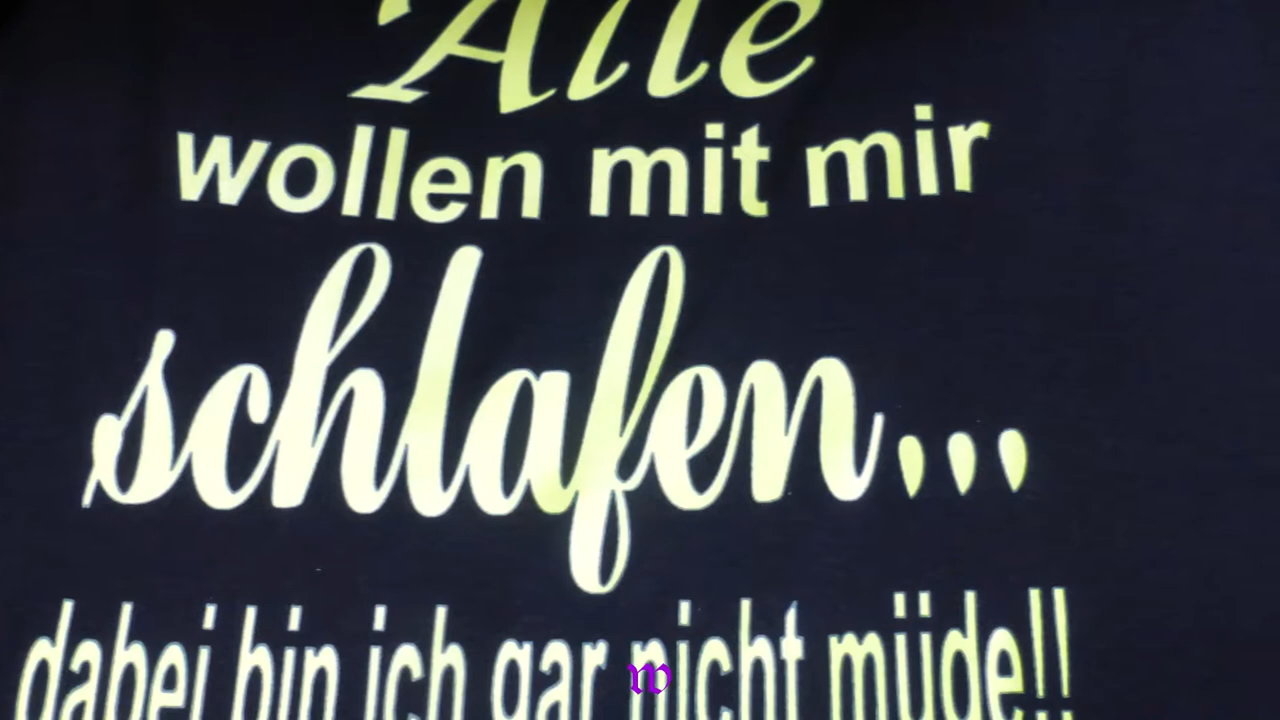 Alle
wollen mit mir
schlafen...
dabei bin ich gar nicht müde!!
w